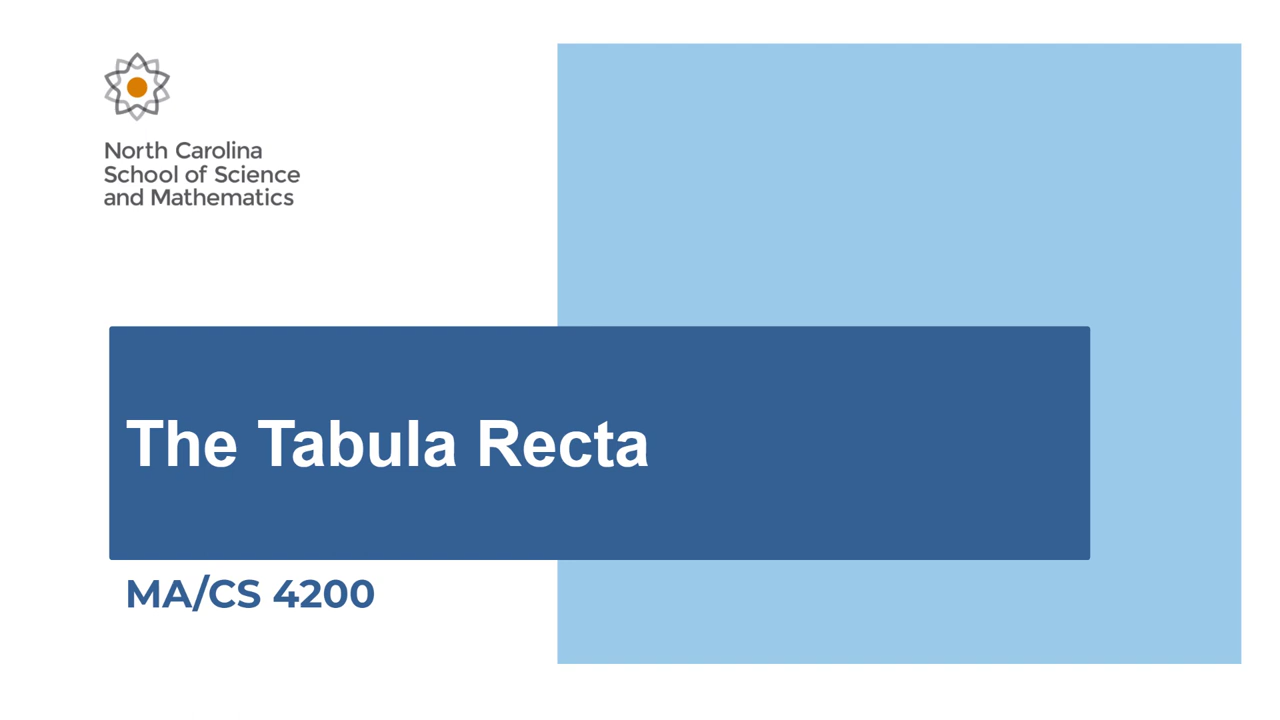 North Carolina
School of Science
and Mathematics
The Tabula Recta
MA/CS 4200